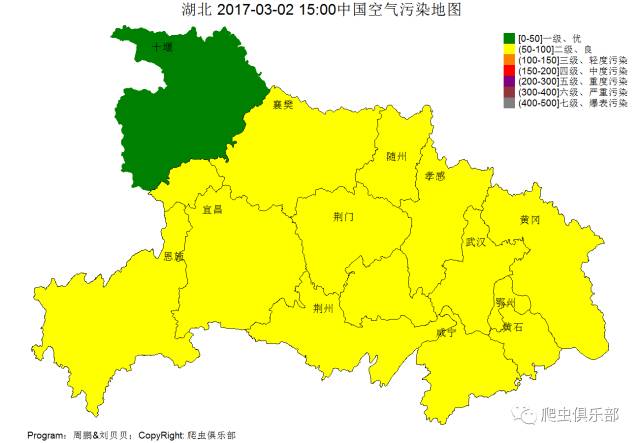 湖北 2017-03-02 15:00中国空气污染地图
[0-50]一级、优
(50-100]二级、良
(100-150]三级、轻度污染
(150-200]四级、中度污染
(200-300]五级、重度污染
(300-400]六级、严重污染
(400-500]七级、爆表污染
十堰
襄樊
随州
孝感
宜昌
荆门
黄冈
武汉
恩施
荆州
鄂州
黄石
咸宁
爬虫俱乐部
Program：周鹏&刘贝贝；CopyRight: 爬虫俱乐部